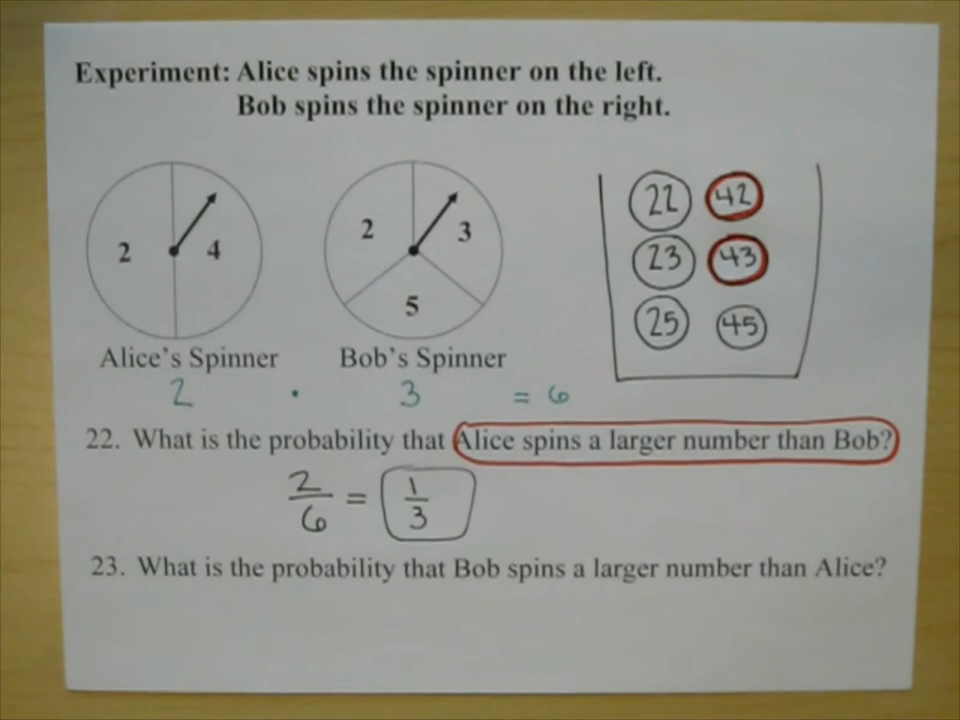 Experiment: Alice spins the spinner on the left.
Bob spins the spinner on the right.
2 4
2 3
5
22 42
23 43
25 45
Alice's Spinner Bob's Spinner
2 · 3 = 6
22. What is the probability that Alice spins a larger number than Bob?
2/6 = 1/3
23. What is the probability that Bob spins a larger number than Alice?